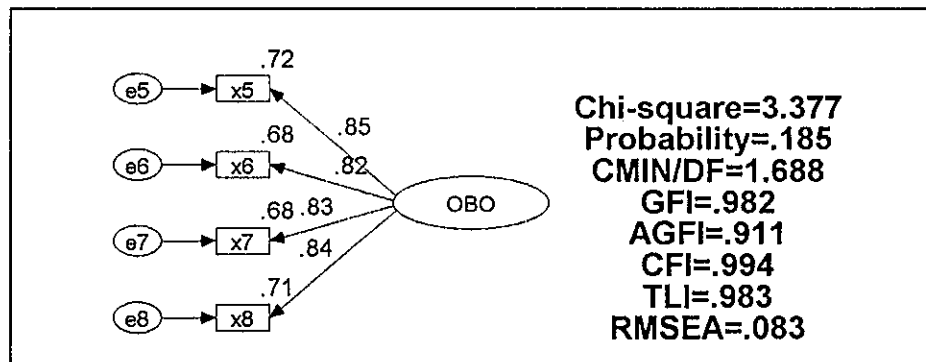 .72
e5
x5
.85
.68
e6
x6
.82
OBO
.68
.83
e7
x7
.84
.71
e8
x8
Chi-square=3.377
Probability=.185
CMIN/DF=1.688
GFI=.982
AGFI=.911
CFI=.994
TLI=.983
RMSEA=.083